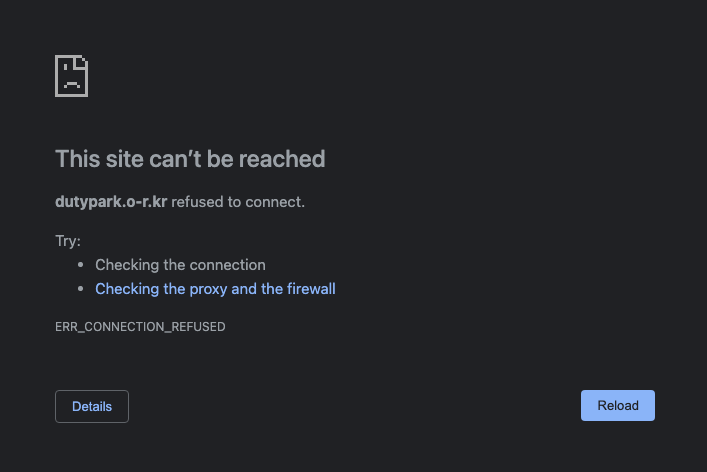 This site can’t be reached
dutypark.o-r.kr refused to connect.
Try:
• Checking the connection
• Checking the proxy and the firewall
ERR_CONNECTION_REFUSED
Details
Reload